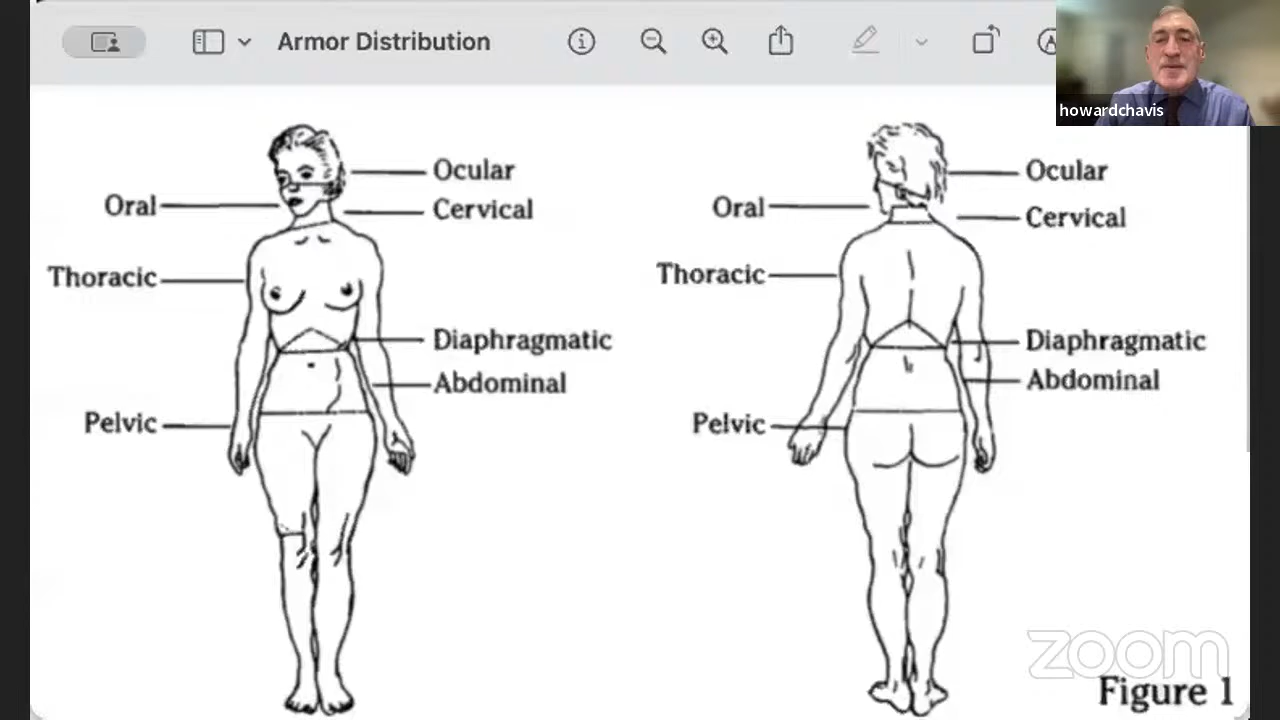 Armor Distribution
howardchavis
Ocular
Oral
Cervical
Thoracic
Diaphragmatic
Abdominal
Pelvic
Ocular
Oral
Cervical
Thoracic
Diaphragmatic
Abdominal
Pelvic
zoom
Figure 1